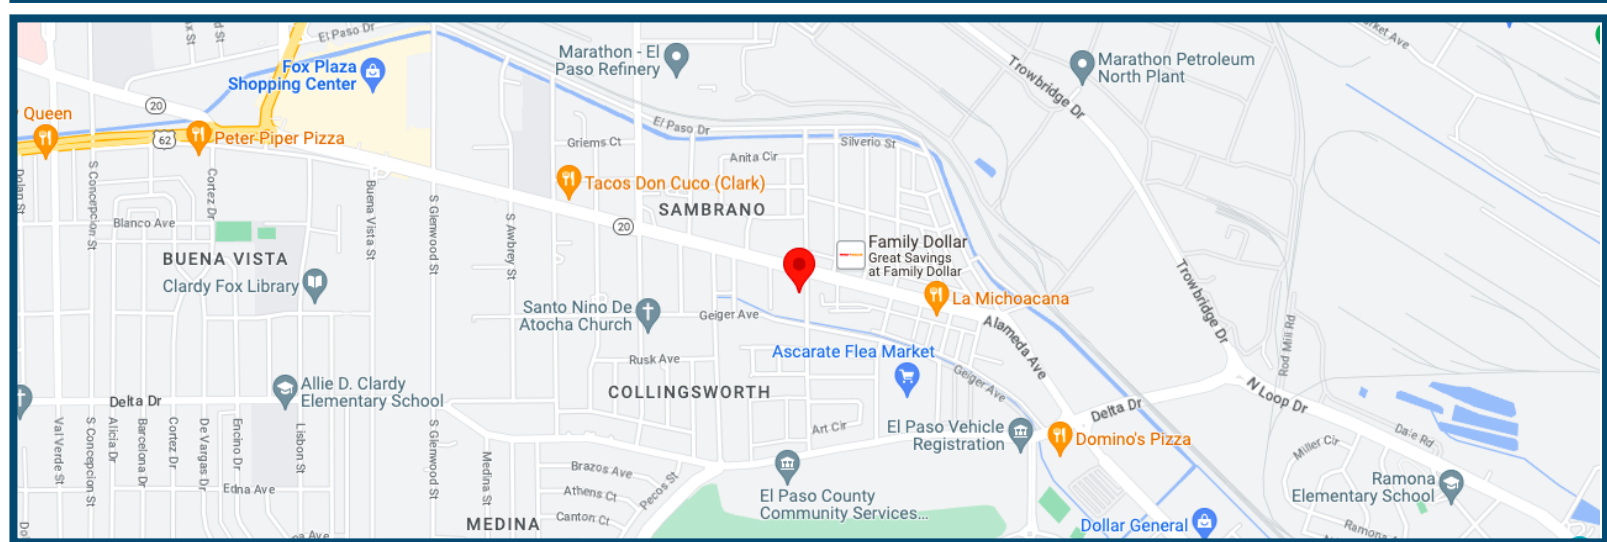 El Paso Dr
Marathon - El
Paso Refinery
Marathon Petroleum
North Plant
Trowbridge Dr
Fox Plaza
Shopping Center
20
Queen
62
Peter Piper Pizza
El Paso Dr
Griems Ct
Anita Cir
Silverio St
Tacos Don Cuco (Clark)
SAMBRANO
20
S Concepcion St
Cortez Dr
Buena Vista St
S Glenwood St
S Awbrey St
Blanco Ave
BUENA VISTA
Clardy Fox Library
Family Dollar
Great Savings
at Family Dollar
La Michoacana
Trowbridge Dr
Santo Nino De
Atocha Church
Geiger Ave
Alameda Ave
Rod Mill Rd
Ascarate Flea Market
Rusk Ave
Geiger Ave
COLLINGSWORTH
Allie D. Clardy
Elementary School
Delta Dr
N Loop Dr
Delta Dr
Val Verde St
S Concepcion St
Alicia Dr
Barcelona Dr
Cortez Dr
De Vargas Dr
Encino Dr
Lisbon St
S Glenwood St
Medina St
Art Cir
El Paso Vehicle
Registration
Domino's Pizza
Miller Cir
Dale Rd
Brazos Ave
Athens Ct
Canton Ct
Pecos St
Edna Ave
El Paso County
Community Services...
Ramona
Elementary School
MEDINA
Dollar General
Ramona